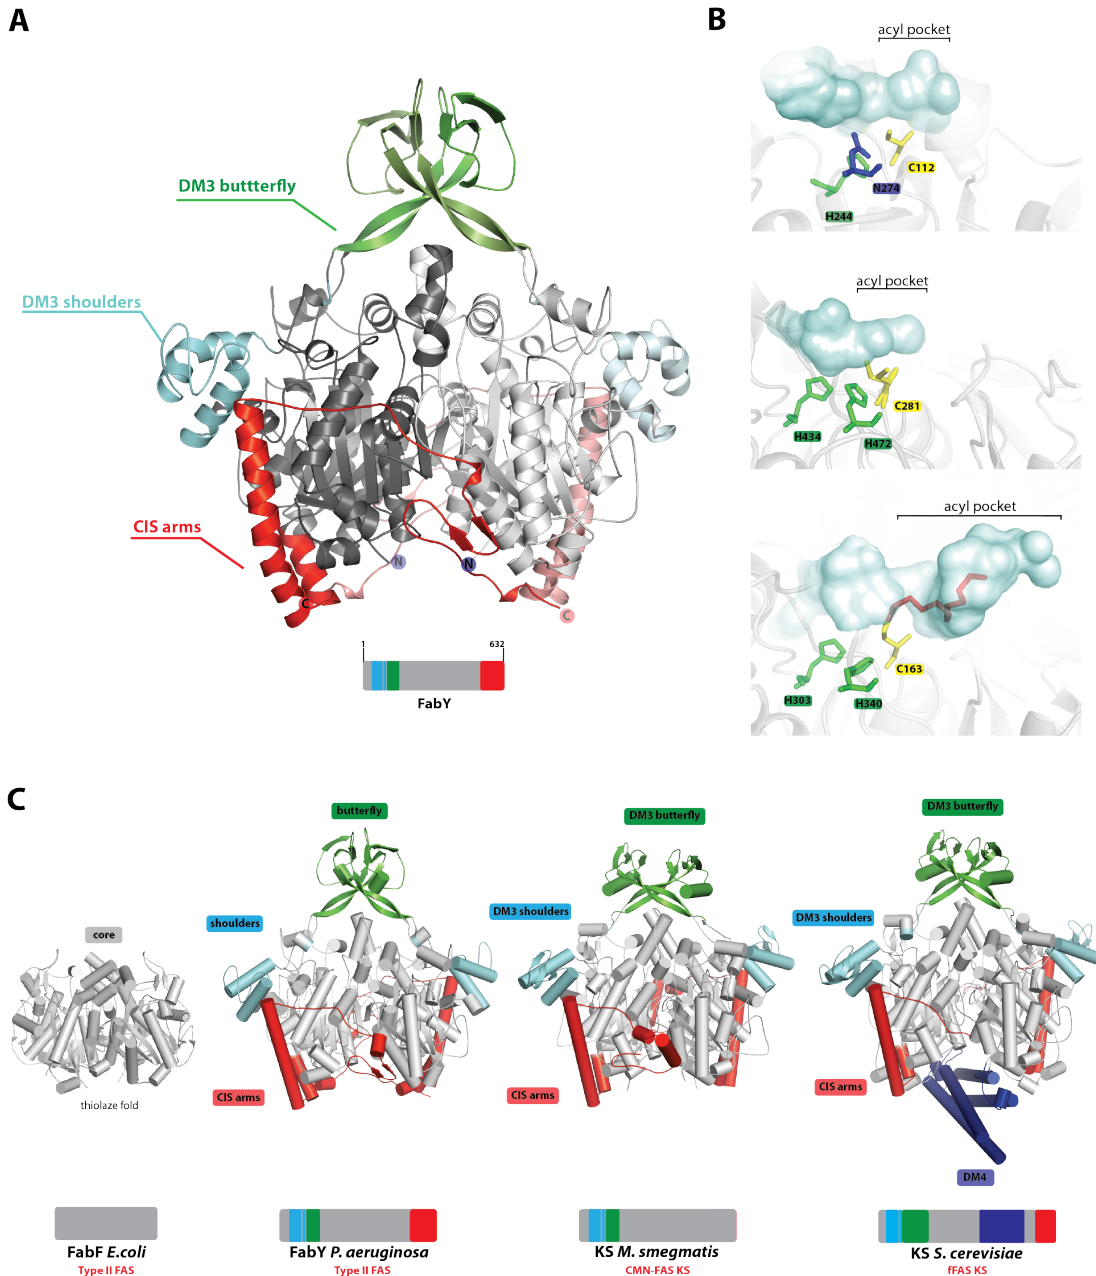 A
DM3 buttterfly
DM3 shoulders
CIS arms
N
N
C
C
1
632
FabY
B
acyl pocket
C112
N274
H244
acyl pocket
C281
H434
H472
acyl pocket
C163
H303
H340
C
core
thiolaze fold
FabF E.coli
Type II FAS
butterfly
shoulders
CIS arms
FabY P. aeruginosa
Type II FAS
DM3 butterfly
DM3 shoulders
CIS arms
KS M. smegmatis
CMN-FAS KS
DM3 butterfly
DM3 shoulders
CIS arms
DM4
KS S. cerevisiae
fFAS KS